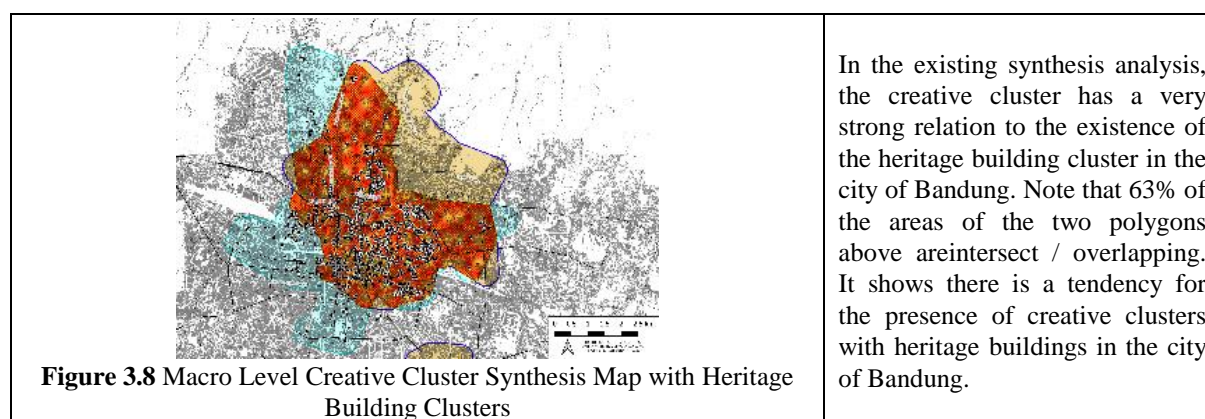 Figure 3.8 Macro Level Creative Cluster Synthesis Map with Heritage
Building Clusters
In the existing synthesis analysis,
the creative cluster has a very
strong relation to the existence of
the heritage building cluster in the
city of Bandung. Note that 63% of
the areas of the two polygons
above areintersect / overlapping.
It shows there is a tendency for
the presence of creative clusters
with heritage buildings in the city
of Bandung.